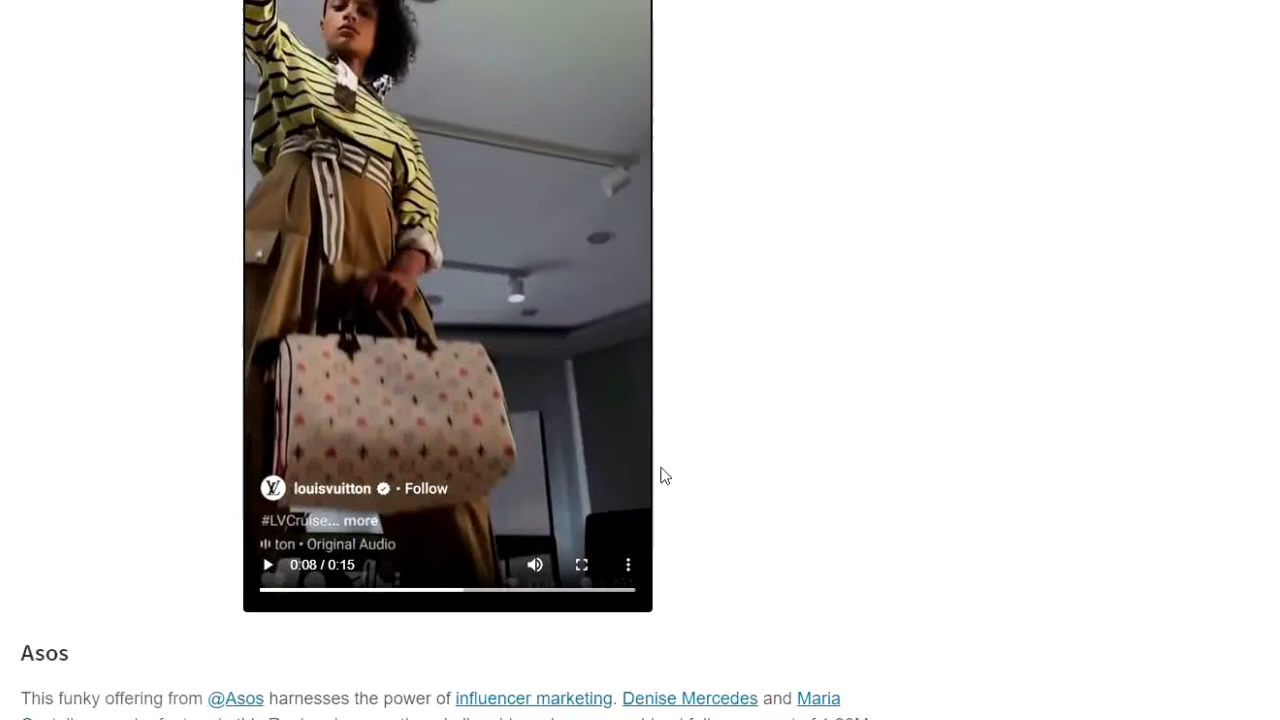 louisvuitton • Follow
#LVCruise... more
ton • Original Audio
0:08 / 0:15
Asos
This funky offering from @Asos harnesses the power of influencer marketing. Denise Mercedes and Maria